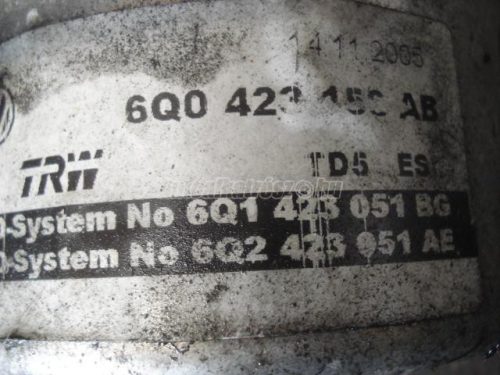 14.11.2005
6Q0 423 156 AB
TRW TD5 ES
-System No 6Q1 423 051 BG
-System No 6Q2 423 051 AE